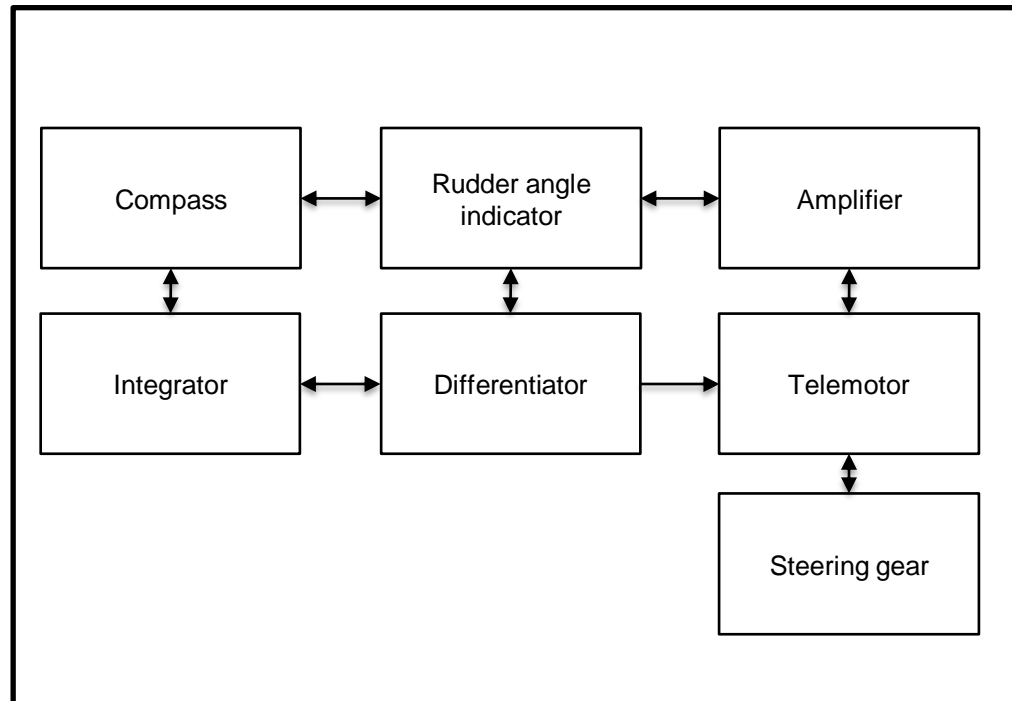 Compass
Rudder angle
indicator
Amplifier
Integrator
Differentiator
Telemotor
Steering gear